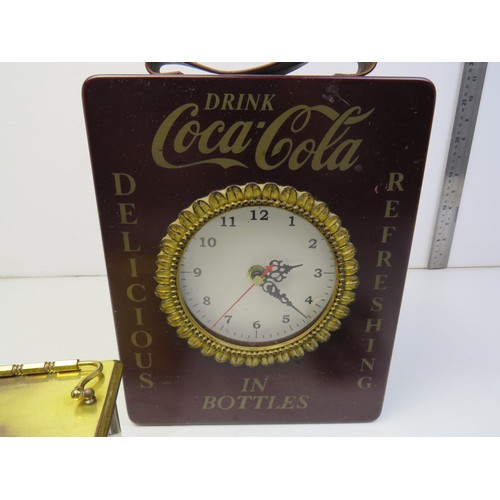 DRINK
Coca-Cola
DELICIOUS
REFRESHING
12
1
2
3
4
5
6
7
8
9
10
11
IN
BOTTLES